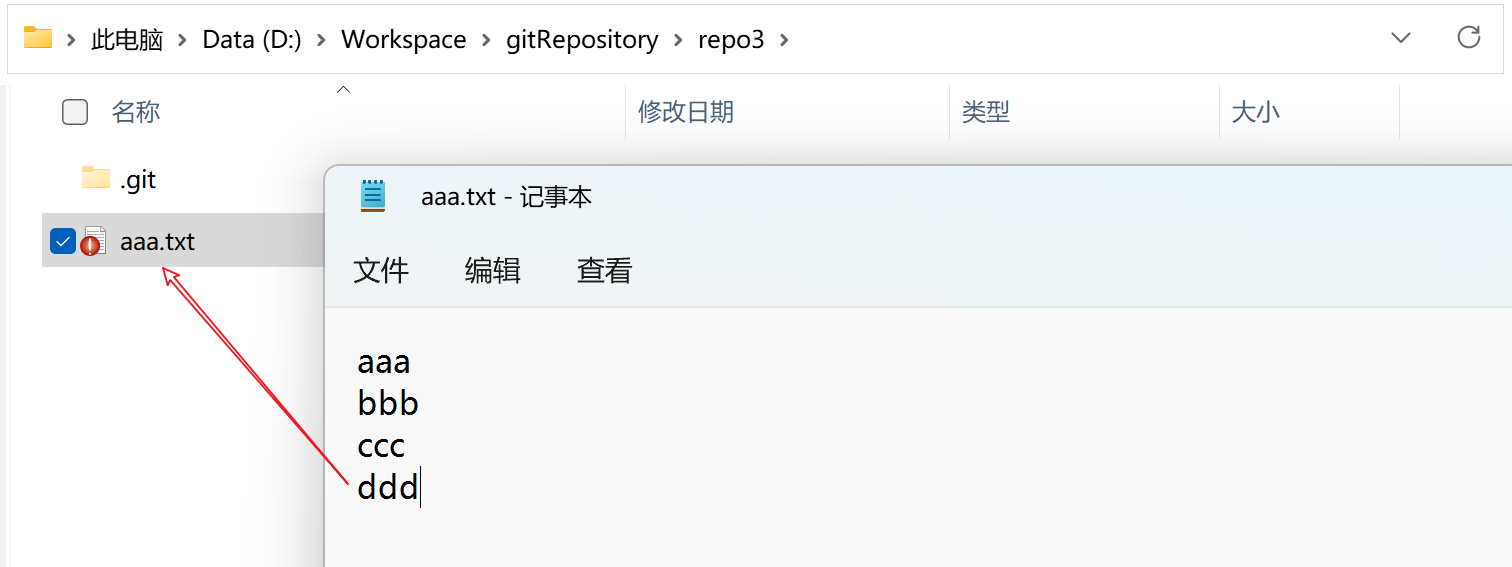 此电脑 > Data (D:) > Workspace > gitRepository > repo3 >
名称 修改日期 类型 大小
.git
aaa.txt
aaa.txt - 记事本
文件 编辑 查看
aaa
bbb
ccc
ddd